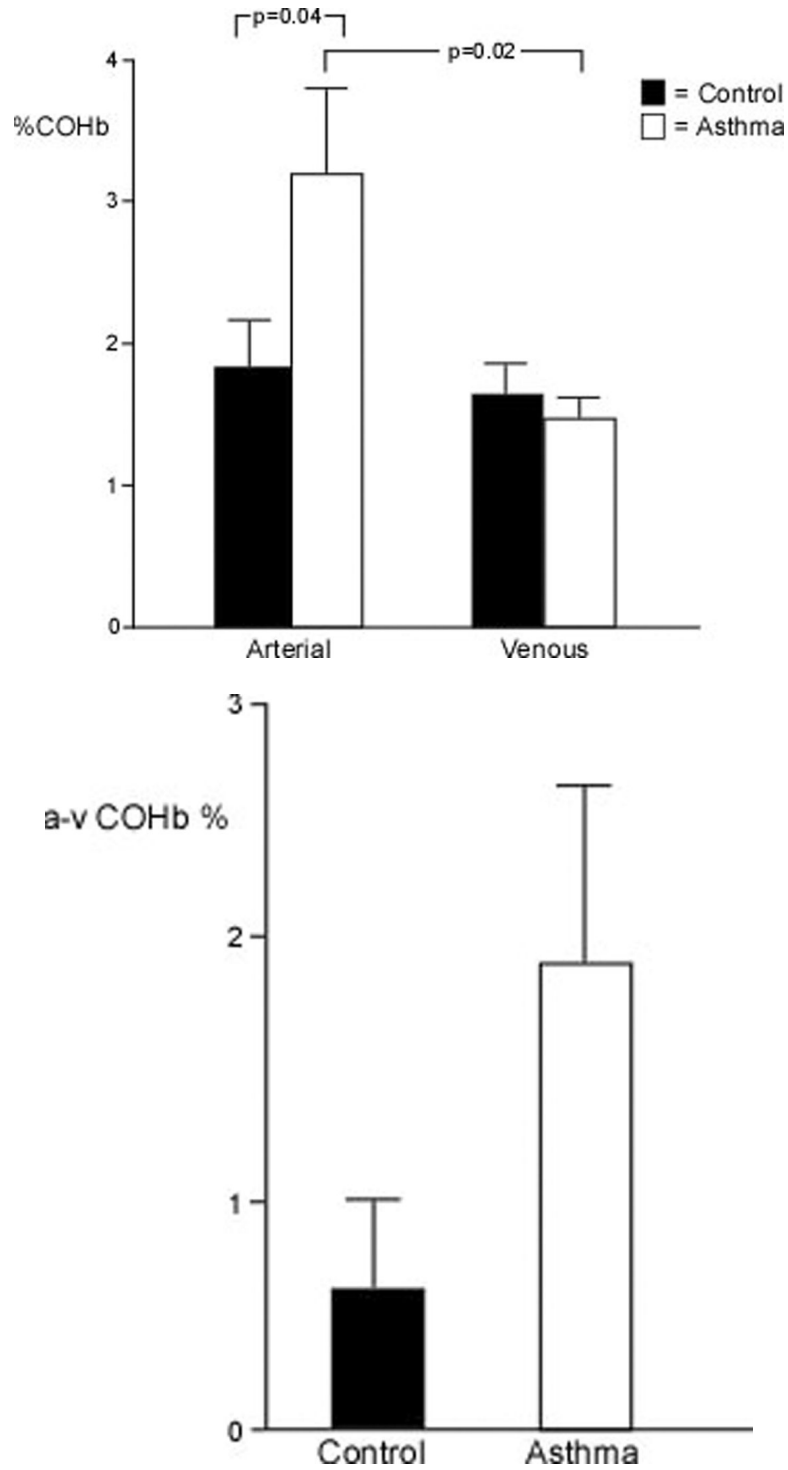 p=0.04
4
p=0.02
= Control
%COHb
= Asthma
3
2
1
0
Arterial Venous
3
a-v COHb %
2
1
0
Control Asthma